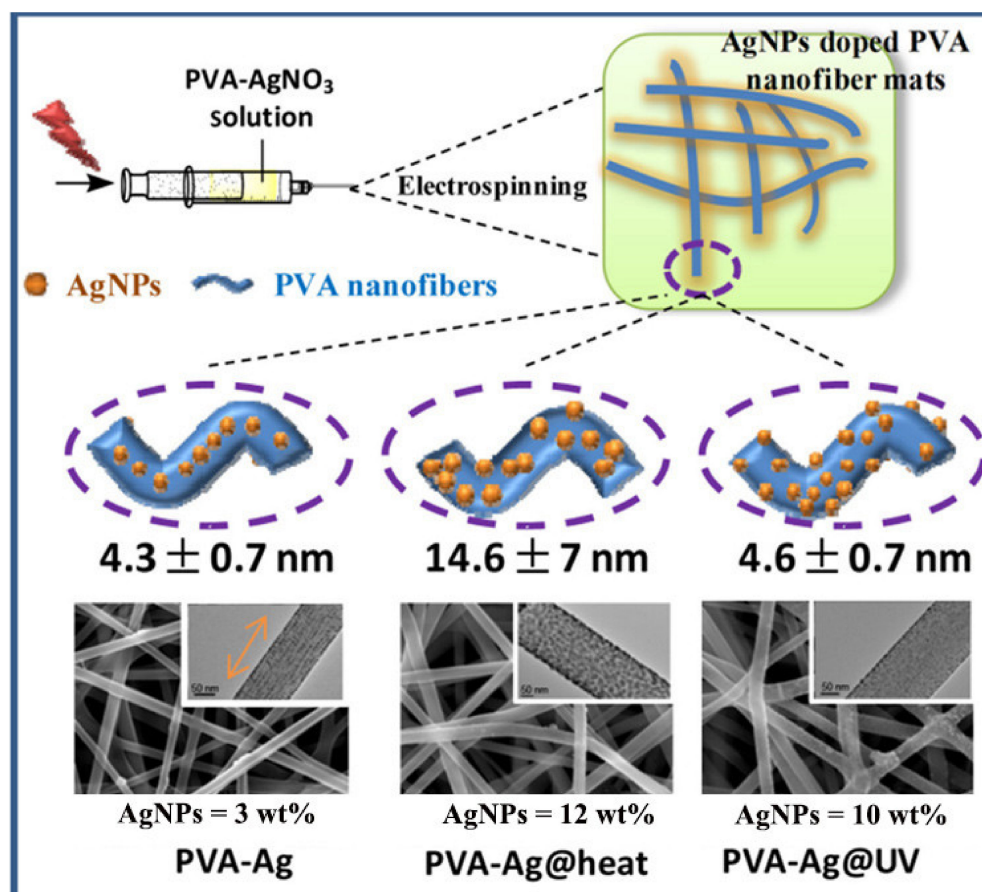 PVA-AgNO₃
solution
AgNPs doped PVA
nanofiber mats
Electrospinning
AgNPs
PVA nanofibers
4.3 ± 0.7 nm
14.6 ± 7 nm
4.6 ± 0.7 nm
50 nm
50 nm
50 nm
AgNPs = 3 wt%
AgNPs = 12 wt%
AgNPs = 10 wt%
PVA-Ag
PVA-Ag@heat
PVA-Ag@UV